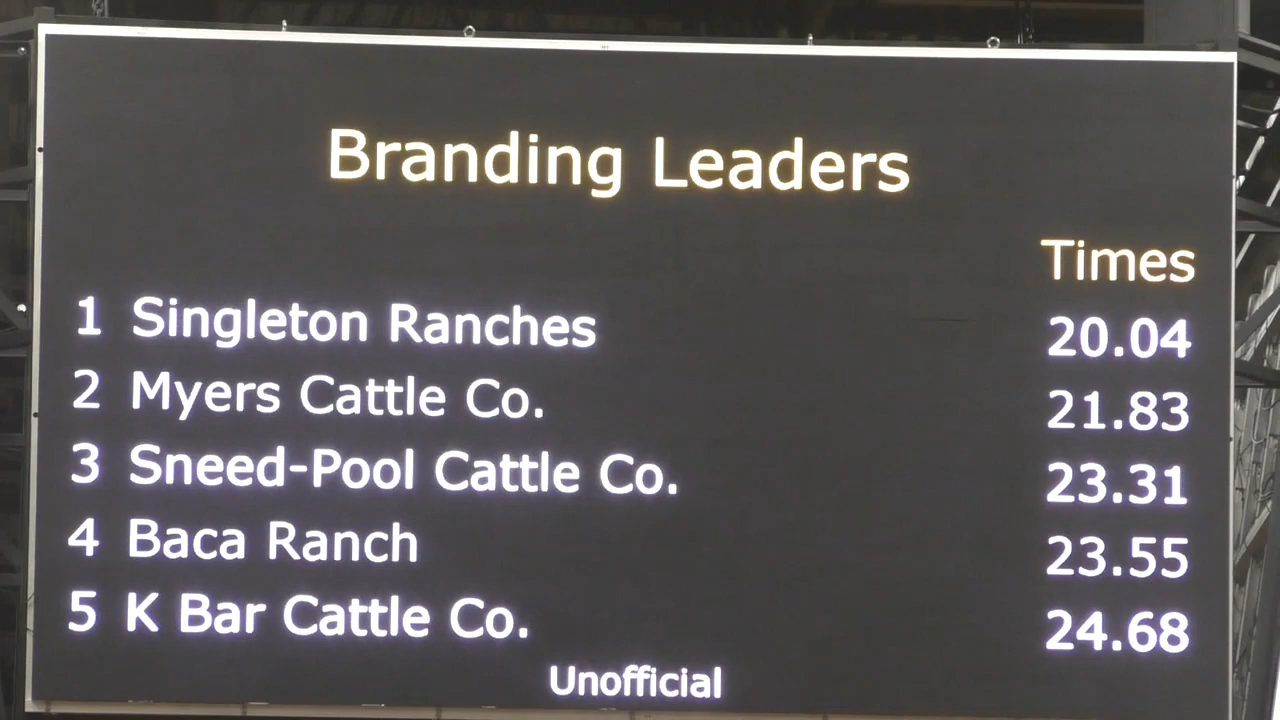 Branding Leaders
Times
1 Singleton Ranches 20.04
2 Myers Cattle Co. 21.83
3 Sneed-Pool Cattle Co. 23.31
4 Baca Ranch 23.55
5 K Bar Cattle Co. 24.68
Unofficial